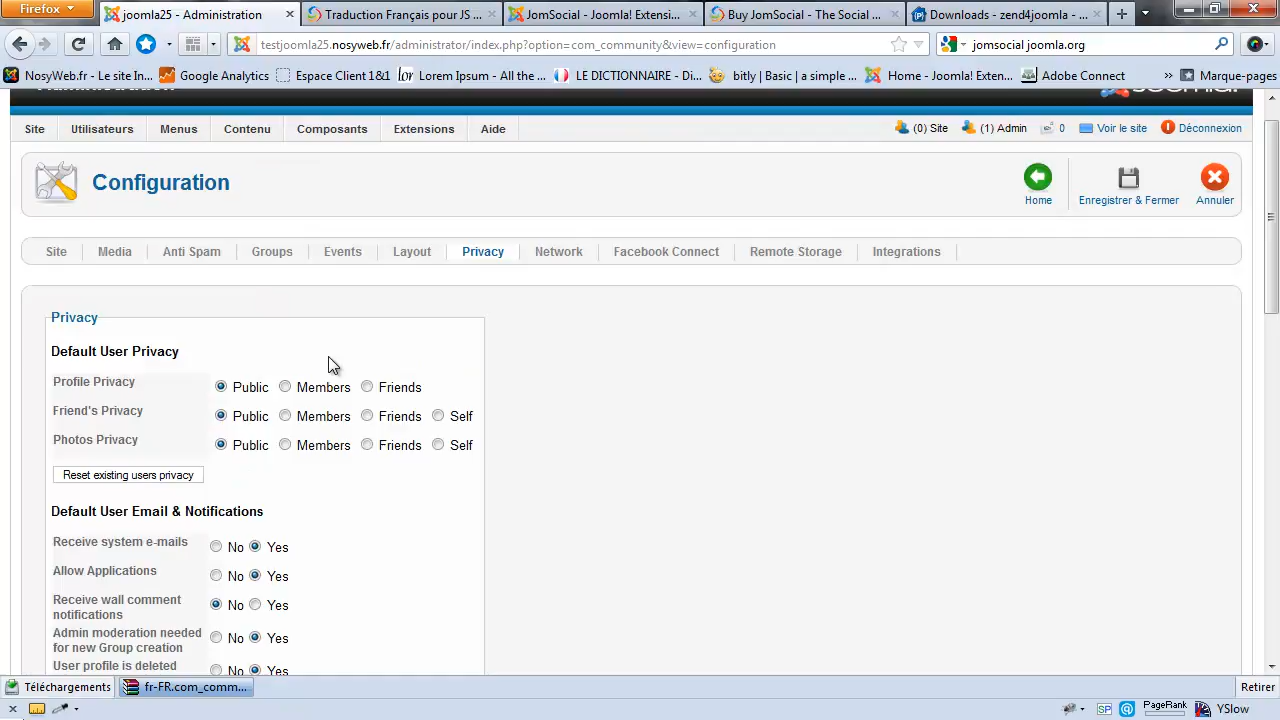 Firefox
joomla25 - Administration
Traduction Français pour JS ...
JomSocial - Joomla! Extensi...
Buy JomSocial - The Social ...
Downloads - zend4joomla - ...
testjoomla25.nosyweb.fr/administrator/index.php?option=com_community&view=configuration
jomsocial joomla.org
NosyWeb.fr - Le site In...
Google Analytics
Espace Client 1&1
Lorem Ipsum - All the ...
LE DICTIONNAIRE - Di...
bitly | Basic | a simple ...
Home - Joomla! Exten...
Adobe Connect
» Marque-pages
Site
Utilisateurs
Menus
Contenu
Composants
Extensions
Aide
(0) Site
(1) Admin
0
Voir le site
Déconnexion
Configuration
Home
Enregistrer & Fermer
Annuler
Site
Media
Anti Spam
Groups
Events
Layout
Privacy
Network
Facebook Connect
Remote Storage
Integrations
Privacy
Default User Privacy
Profile Privacy Public Members Friends
Friend's Privacy Public Members Friends Self
Photos Privacy Public Members Friends Self
Reset existing users privacy
Default User Email & Notifications
Receive system e-mails No Yes
Allow Applications No Yes
Receive wall comment
notifications No Yes
Admin moderation needed
for new Group creation No Yes
User profile is deleted No Yes
Téléchargements
fr-FR.com_comm...
Retirer
SP
PageRank
YSlow